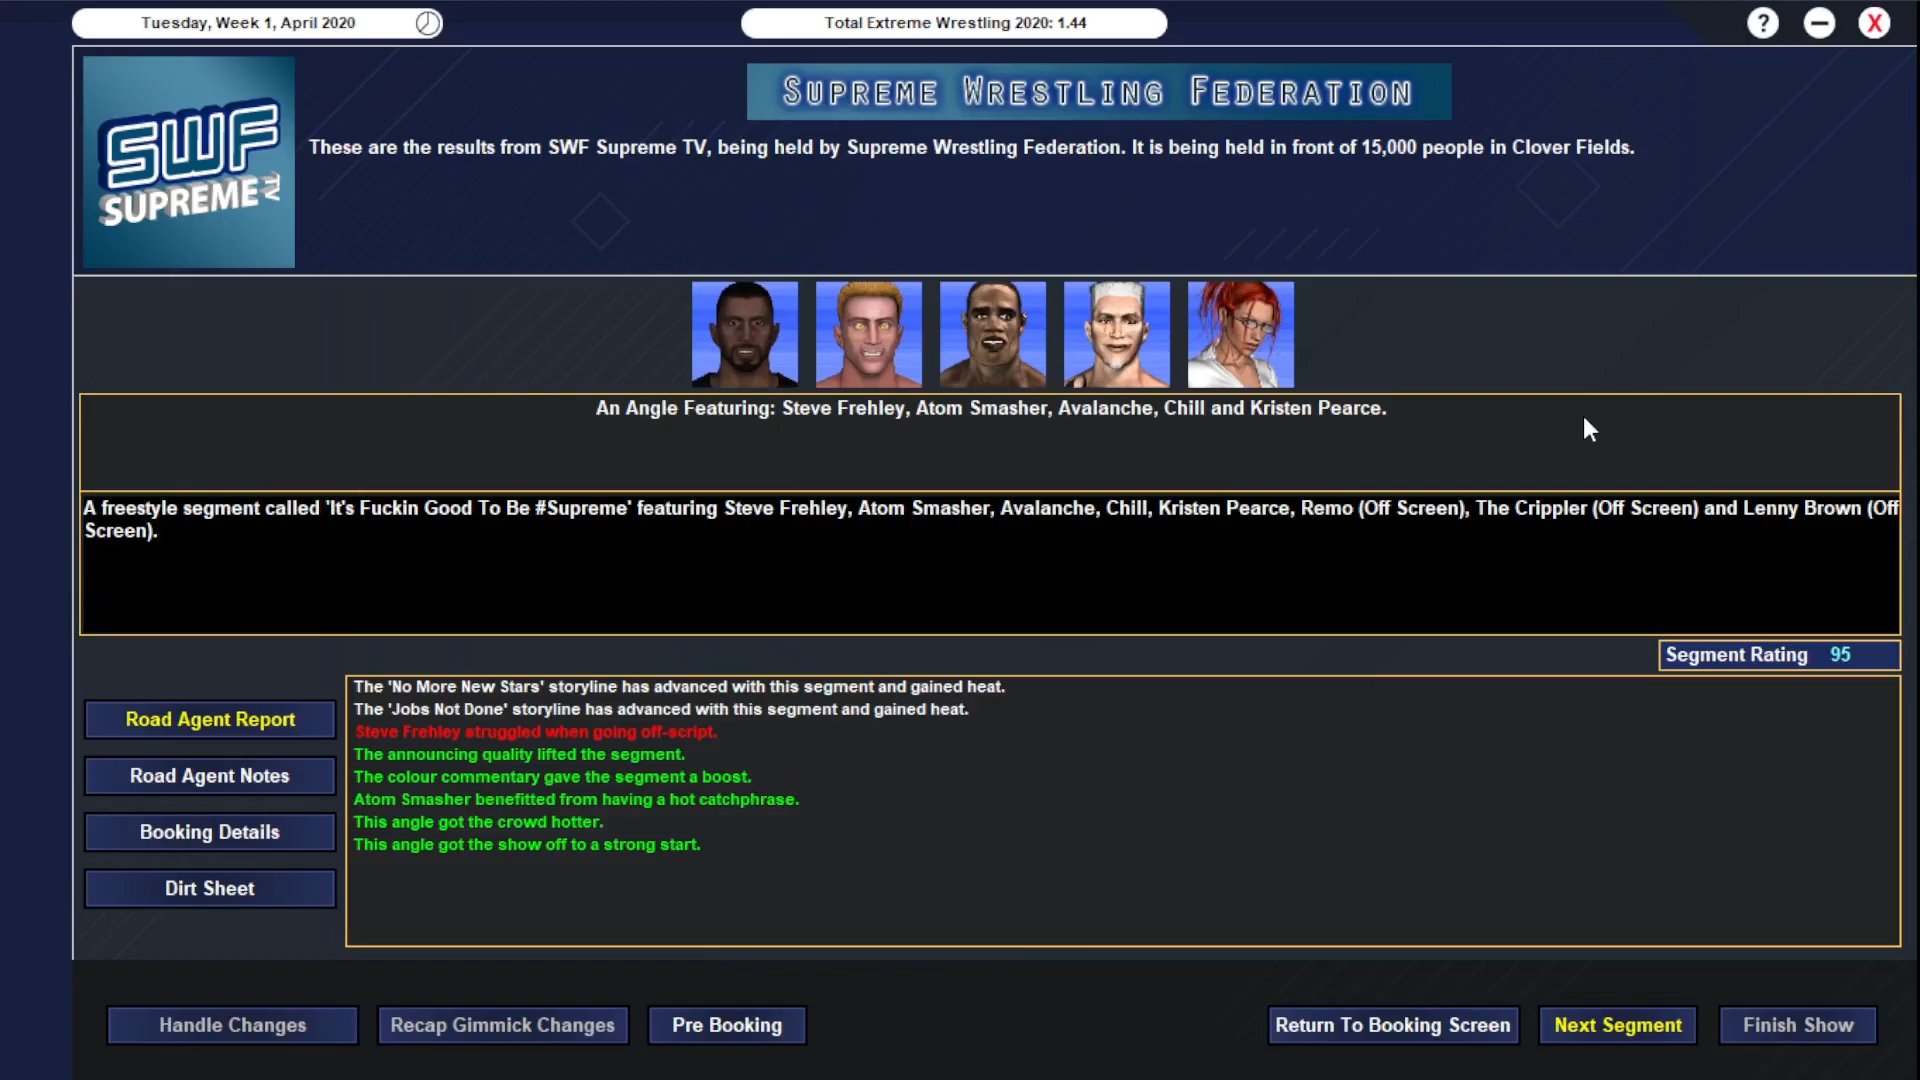 Tuesday, Week 1, April 2020
Total Extreme Wrestling 2020: 1.44
?
X
SUPREME WRESTLING FEDERATION
SWF
SUPREME TV
These are the results from SWF Supreme TV, being held by Supreme Wrestling Federation. It is being held in front of 15,000 people in Clover Fields.
An Angle Featuring: Steve Frehley, Atom Smasher, Avalanche, Chill and Kristen Pearce.
A freestyle segment called 'It's Fuckin Good To Be #Supreme' featuring Steve Frehley, Atom Smasher, Avalanche, Chill, Kristen Pearce, Remo (Off Screen), The Crippler (Off Screen) and Lenny Brown (Off
Screen).
Segment Rating 95
Road Agent Report
Road Agent Notes
Booking Details
Dirt Sheet
The 'No More New Stars' storyline has advanced with this segment and gained heat.
The 'Jobs Not Done' storyline has advanced with this segment and gained heat.
Steve Frehley struggled when going off-script.
The announcing quality lifted the segment.
The colour commentary gave the segment a boost.
Atom Smasher benefitted from having a hot catchphrase.
This angle got the crowd hotter.
This angle got the show off to a strong start.
Handle Changes
Recap Gimmick Changes
Pre Booking
Return To Booking Screen
Next Segment
Finish Show